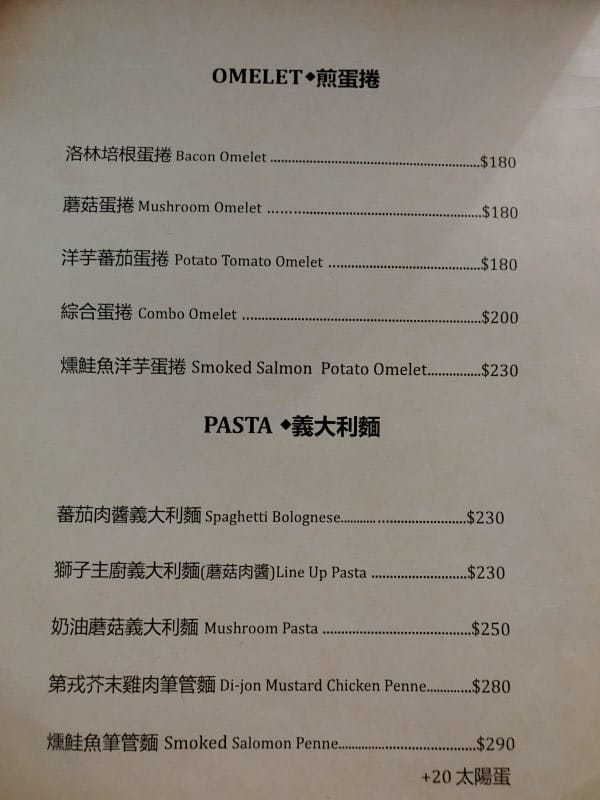 OMELET◆煎蛋捲
洛林培根蛋捲 Bacon Omelet ..................................................$180
蘑菇蛋捲 Mushroom Omelet ..................................................$180
洋芋蕃茄蛋捲 Potato Tomato Omelet ....................................$180
綜合蛋捲 Combo Omelet .........................................................$200
燻鮭魚洋芋蛋捲 Smoked Salmon Potato Omelet...............$230
PASTA ◆義大利麵
蕃茄肉醬義大利麵 Spaghetti Bolognese..............................$230
獅子主廚義大利麵(蘑菇肉醬)Line Up Pasta ......................$230
奶油蘑菇義大利麵 Mushroom Pasta ...................................$250
第戎芥末雞肉筆管麵 Di-jon Mustard Chicken Penne............$280
燻鮭魚筆管麵 Smoked Salomon Penne.................................$290
+20 太陽蛋